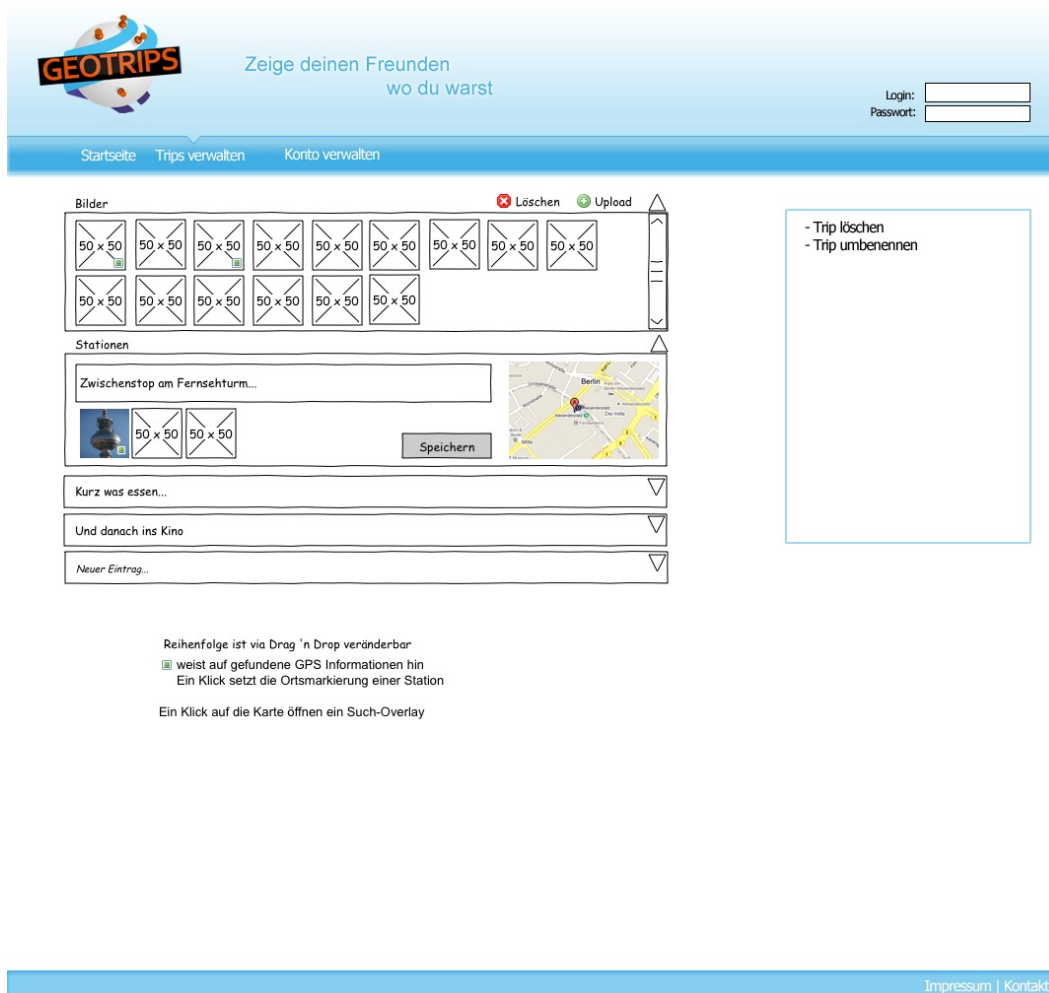 GEOTRIPS
Zeige deinen Freunden
wo du warst
Login:
Passwort:
Startseite Trips verwalten Konto verwalten
Bilder Löschen Upload
50 x 50 50 x 50 50 x 50 50 x 50 50 x 50 50 x 50 50 x 50 50 x 50 50 x 50
50 x 50 50 x 50 50 x 50 50 x 50 50 x 50 50 x 50
- Trip löschen
- Trip umbenennen
Stationen
Zwischenstop am Fernsehturm...
Berlin
50 x 50 50 x 50
Speichern
Kurz was essen...
Und danach ins Kino
Neuer Eintrag...
Reihenfolge ist via Drag 'n Drop veränderbar
weist auf gefundene GPS Informationen hin
Ein Klick setzt die Ortsmarkierung einer Station
Ein Klick auf die Karte öffnen ein Such-Overlay
Impressum | Kontakt